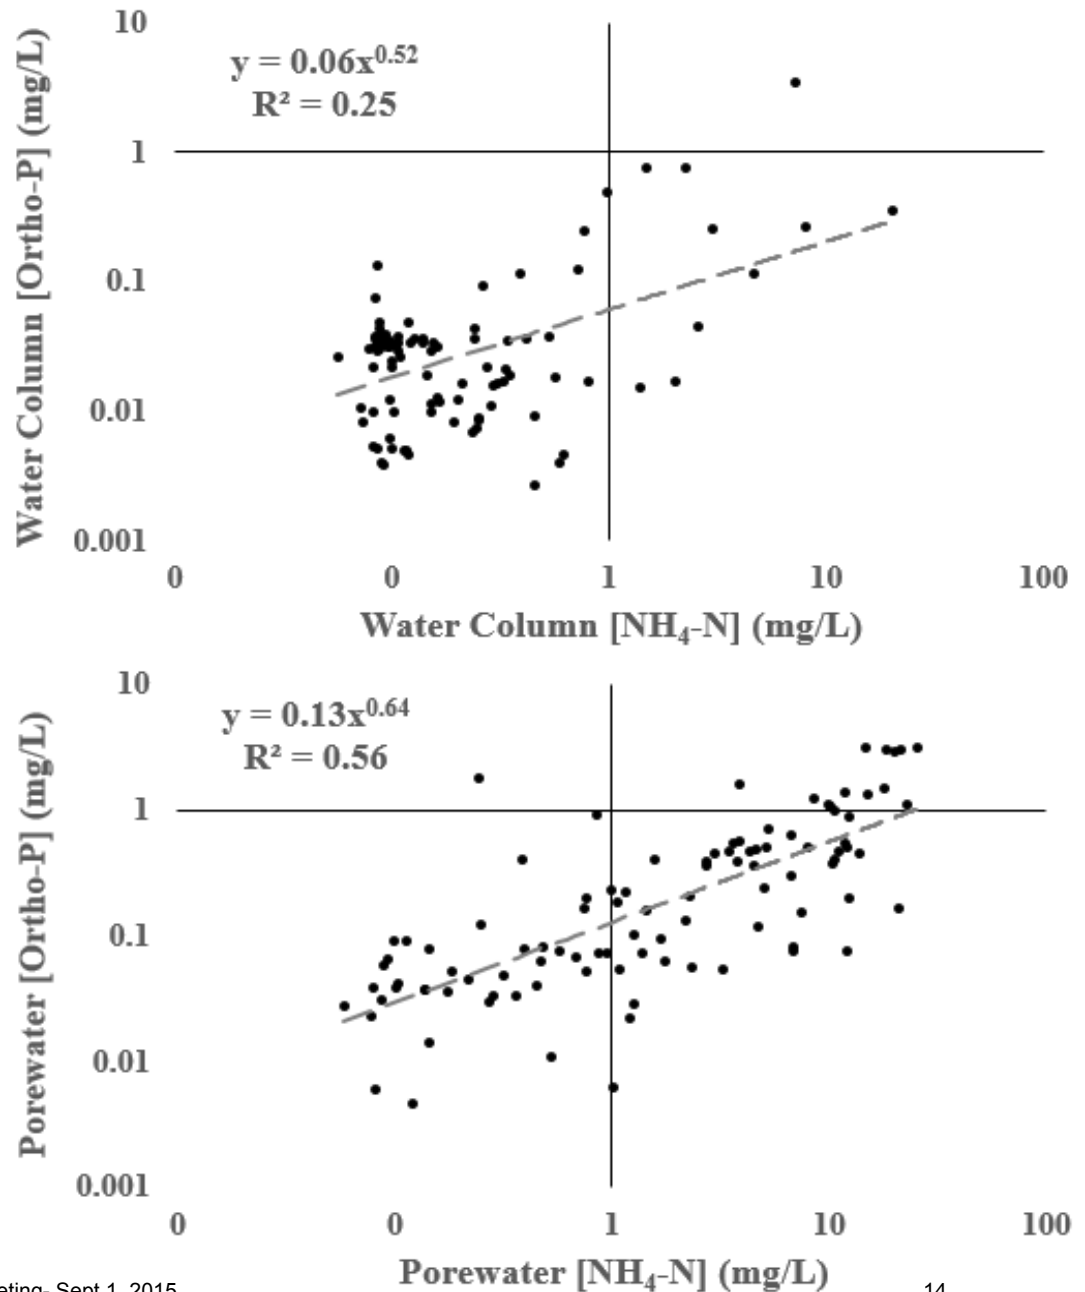 10
y = 0.06x^0.52
R² = 0.25
1
0.1
0.01
0.001
Water Column [Ortho-P] (mg/L)
0 0 1 10 100
Water Column [NH₄-N] (mg/L)
10
y = 0.13x^0.64
R² = 0.56
1
0.1
0.01
0.001
Porewater [Ortho-P] (mg/L)
0 0 1 10 100
Porewater [NH₄-N] (mg/L)
eting- Sept 1, 2015 14